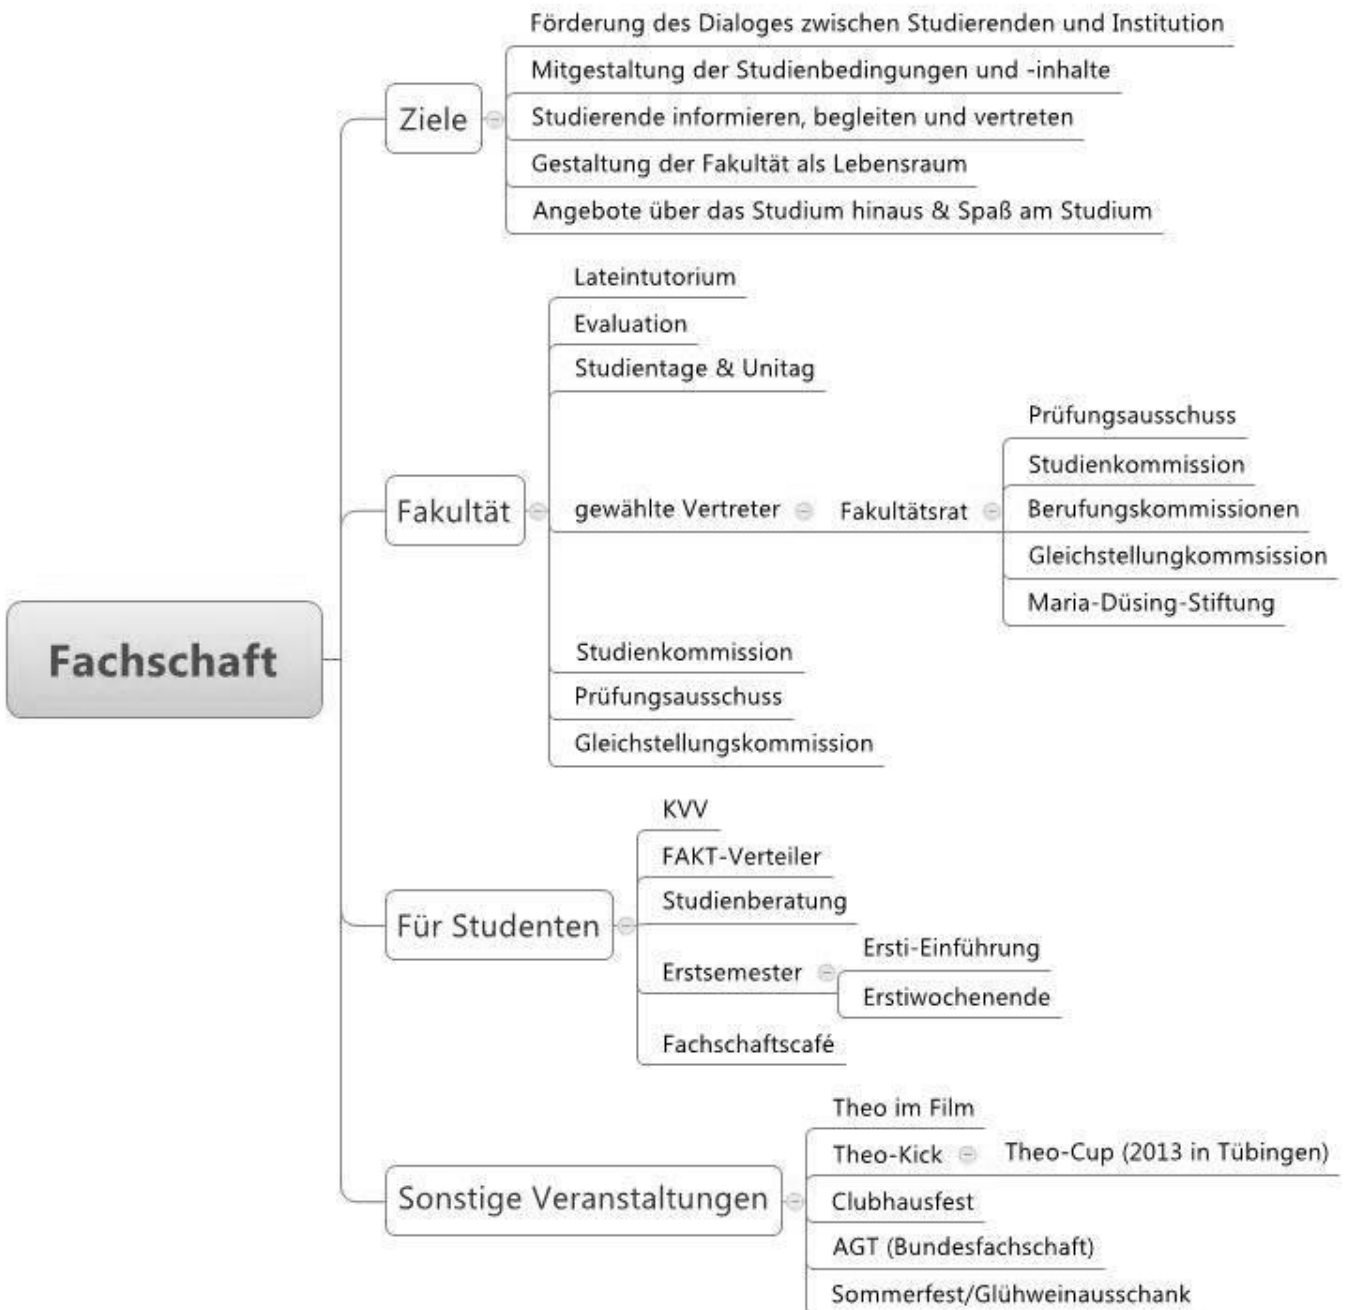 Förderung des Dialoges zwischen Studierenden und Institution
Mitgestaltung der Studienbedingungen und -inhalte
Ziele
Studierende informieren, begleiten und vertreten
Gestaltung der Fakultät als Lebensraum
Angebote über das Studium hinaus & Spaß am Studium
Lateintutorium
Evaluation
Studientage & Unitag
Fakultät
gewählte Vertreter
Fakultätsrat
Prüfungsausschuss
Studienkommission
Berufungskommissionen
Gleichstellungkommsission
Maria-Düsing-Stiftung
Fachschaft
Studienkommission
Prüfungsausschuss
Gleichstellungskommission
KVV
FAKT-Verteiler
Studienberatung
Für Studenten
Erstsemester
Ersti-Einführung
Erstiwochenende
Fachschaftscafé
Theo im Film
Theo-Kick
Theo-Cup (2013 in Tübingen)
Sonstige Veranstaltungen
Clubhausfest
AGT (Bundesfachschaft)
Sommerfest/Glühweinausschank